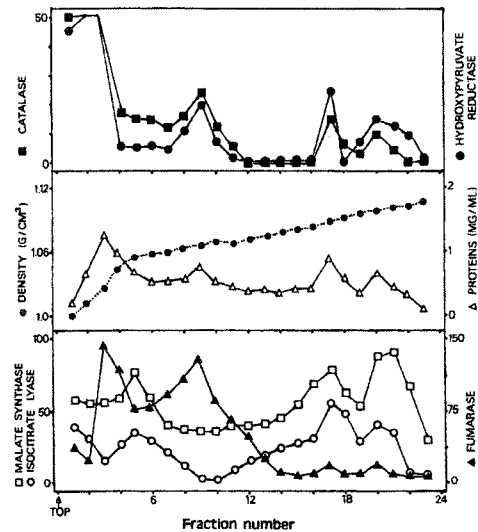 50
0
■ CATALASE
● HYDROXYPYRUVATE
REDUCTASE
1.12
1.06
1.0
● DENSITY (G/CM³)
2
1
0
△ PROTEINS (MG/ML)
100
50
0
□ MALATE SYNTHASE
○ ISOCITRATE LYASE
150
75
0
▲ FUMARASE
0
TOP
6
12
18
24
Fraction number